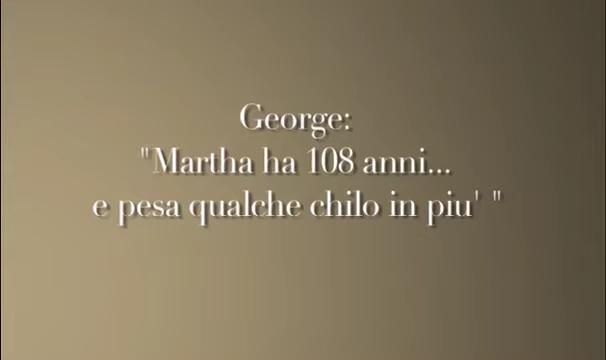 George:
"Martha ha 108 anni...
e pesa qualche chilo in piu' "